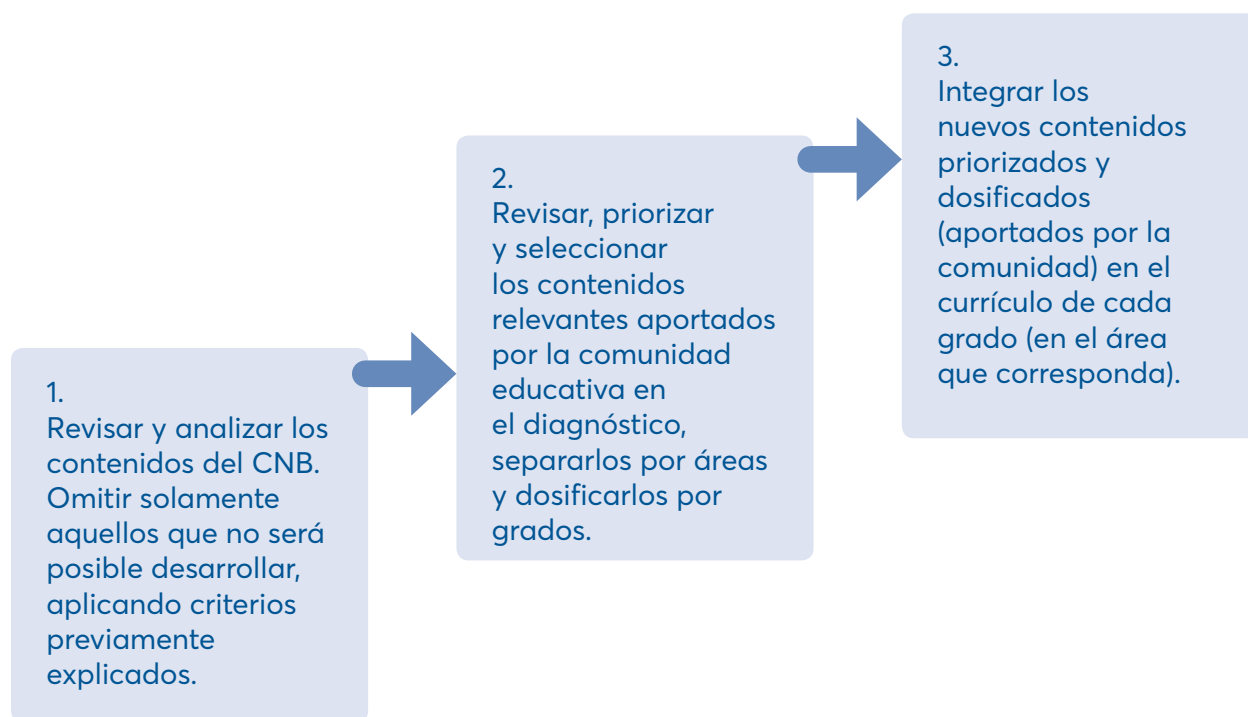 1.
Revisar y analizar los
contenidos del CNB.
Omitir solamente
aquellos que no será
posible desarrollar,
aplicando criterios
previamente
explicados.
2.
Revisar, priorizar
y seleccionar
los contenidos
relevantes aportados
por la comunidad
educativa en
el diagnóstico,
separarlos por áreas
y dosificarlos por
grados.
3.
Integrar los
nuevos contenidos
priorizados y
dosificados
(aportados por la
comunidad) en el
currículo de cada
grado (en el área
que corresponda).